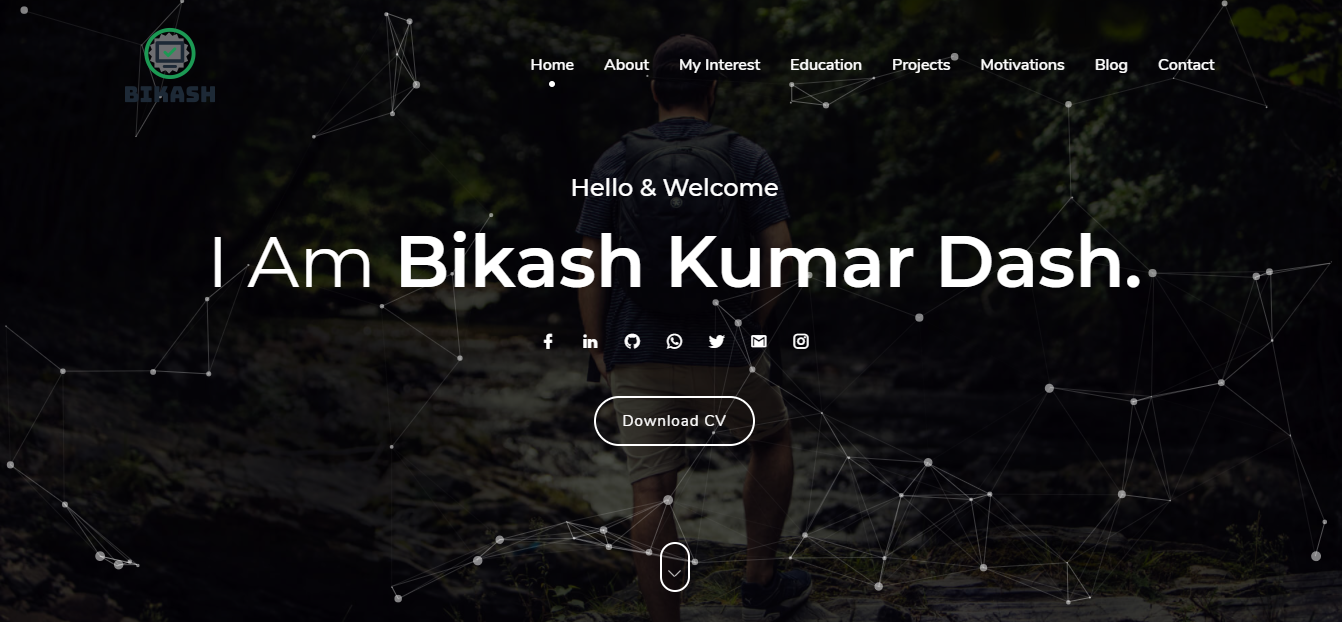 BIKASH
Home About My Interest Education Projects Motivations Blog Contact
Hello & Welcome
I Am Bikash Kumar Dash.
Download CV